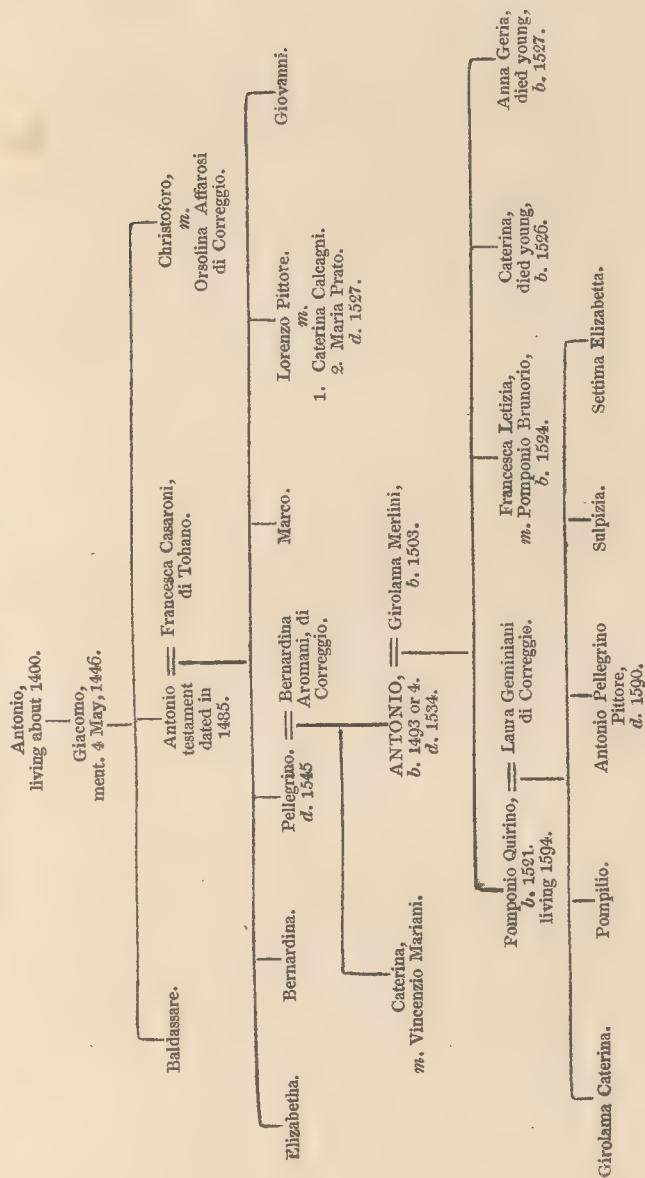 Antonio,
living about 1400.
Giacomo,
ment. 4 May, 1446.
Baldassare.
Antonio
testament
dated in
1485.
=
Francesca Casaroni,
di Tohano.
Christoforo,
m.
Orsolina Affarosi
di Correggio.
Elizabetha.
Bernardina.
Pellegrino.
d. 1545
=
Bernardina
Aromani, di
Correggio.
Marco.
Lorenzo Pittore.
m.
1. Caterina Calcagni.
2. Maria Prato.
d. 1527.
Giovanni.
Caterina,
m. Vincenzio Mariani.
ANTONIO,
b. 1493 or 4.
d. 1534.
=
Girolama Merlini,
b. 1503.
Pomponio Quirino,
b. 1521.
living 1594.
=
Laura Geminiani
di Correggio.
Francesca Letizia,
m. Pomponio Brunorio,
b. 1524.
Caterina,
died young,
b. 1526.
Anna Geria,
died young,
b. 1527.
Girolama Caterina.
Pompilio.
Antonio Pellegrino
Pittore,
d. 1590.
Sulpizia.
Settima Elizabetta.